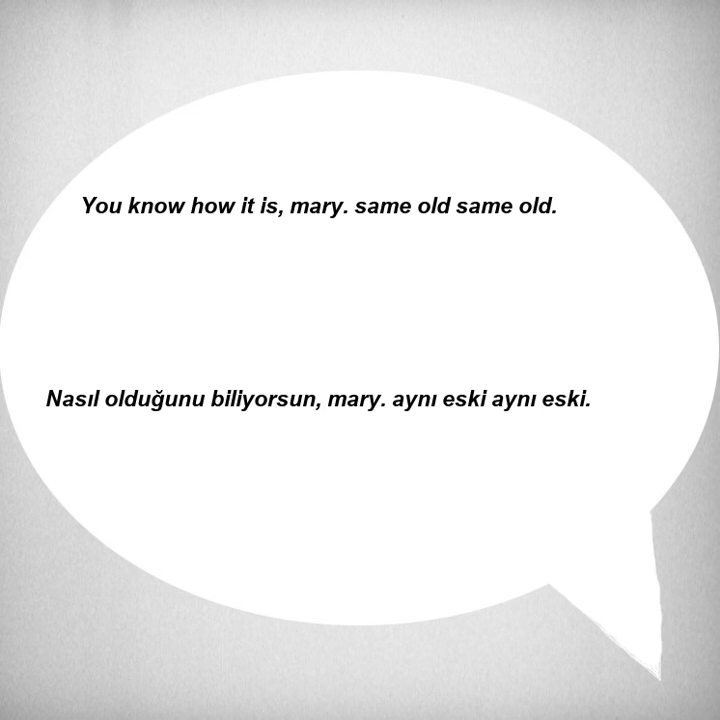 You know how it is, mary. same old same old.
Nasıl olduğunu biliyorsun, mary. aynı eski aynı eski.